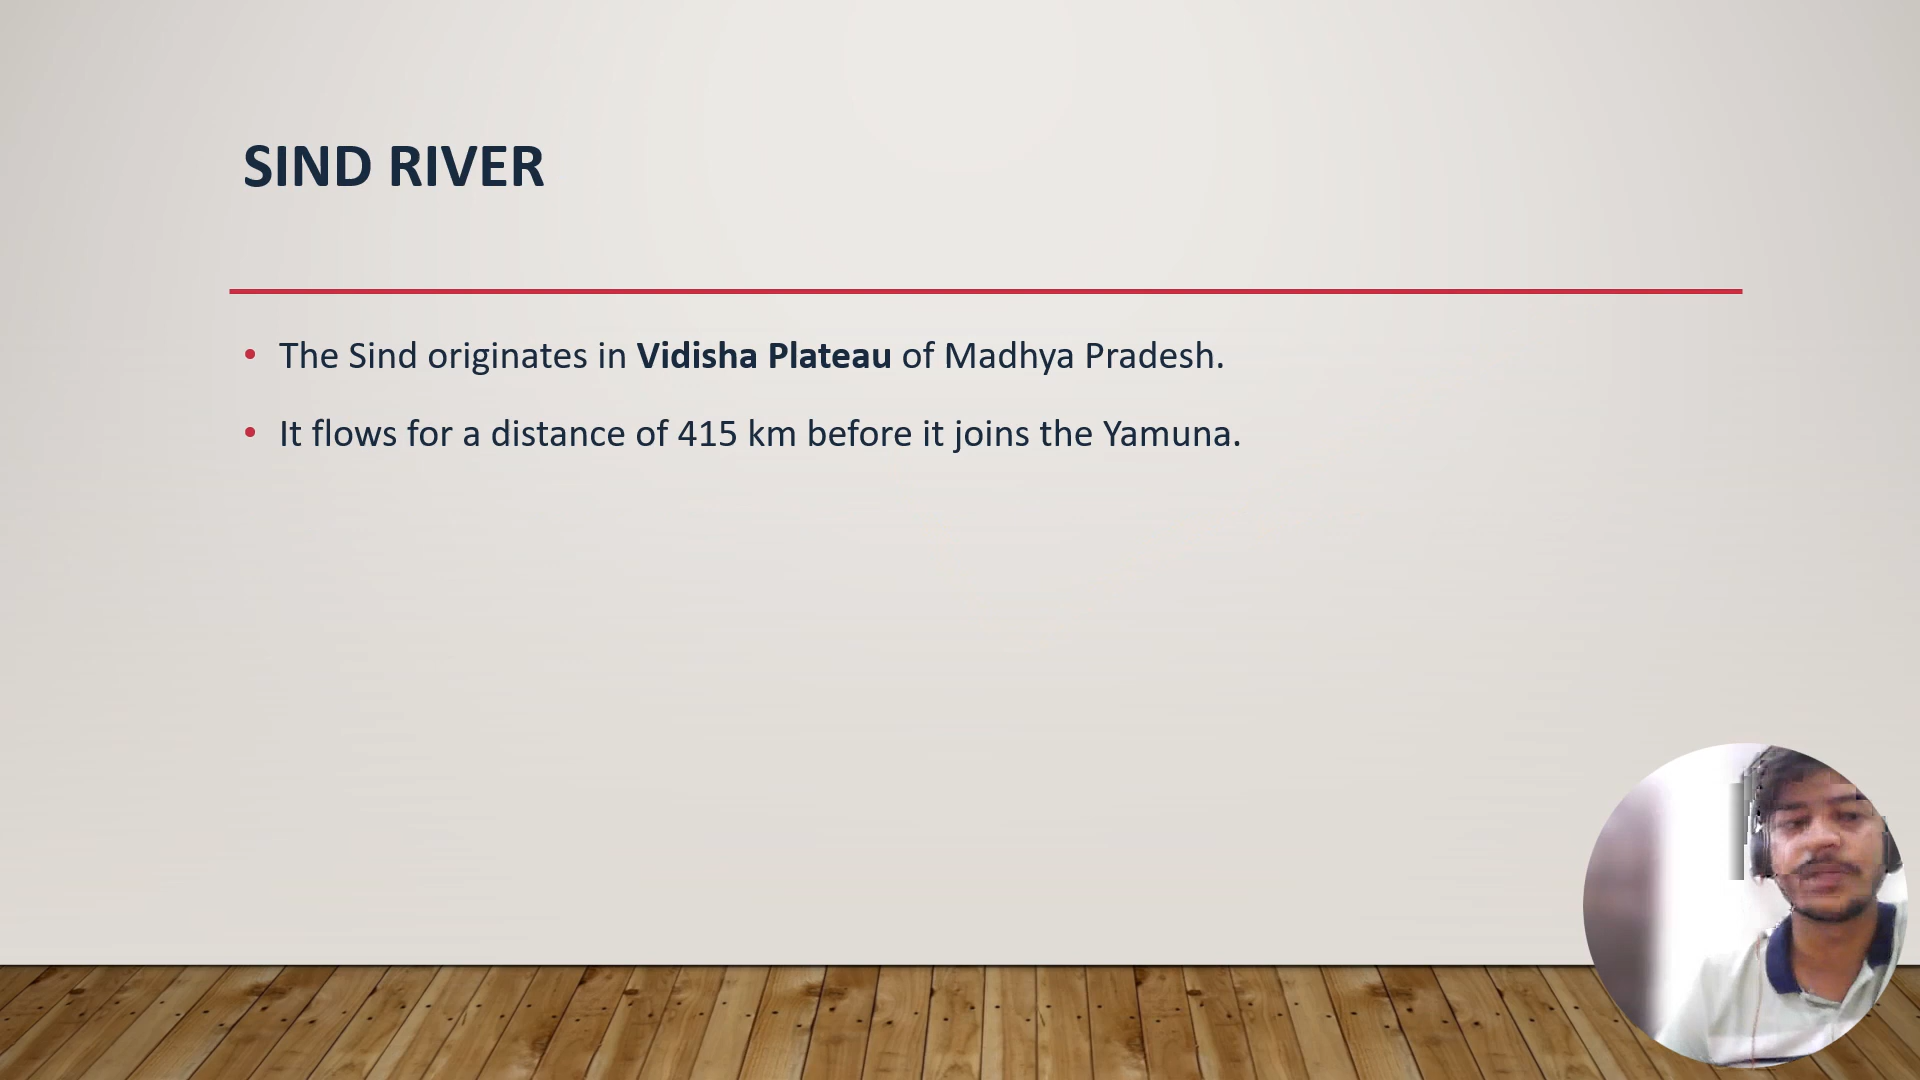 SIND RIVER
• The Sind originates in Vidisha Plateau of Madhya Pradesh.
• It flows for a distance of 415 km before it joins the Yamuna.